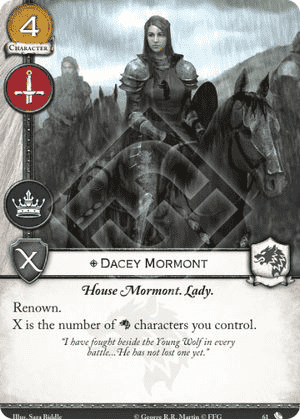 4
CHARACTER
X
DACEY MORMONT
House Mormont. Lady.
Renown.
X is the number of characters you control.
"I have fought beside the Young Wolf in every
battle...He has not lost one yet."
Illus. Sara Biddle
© George R.R. Martin © FFG
61